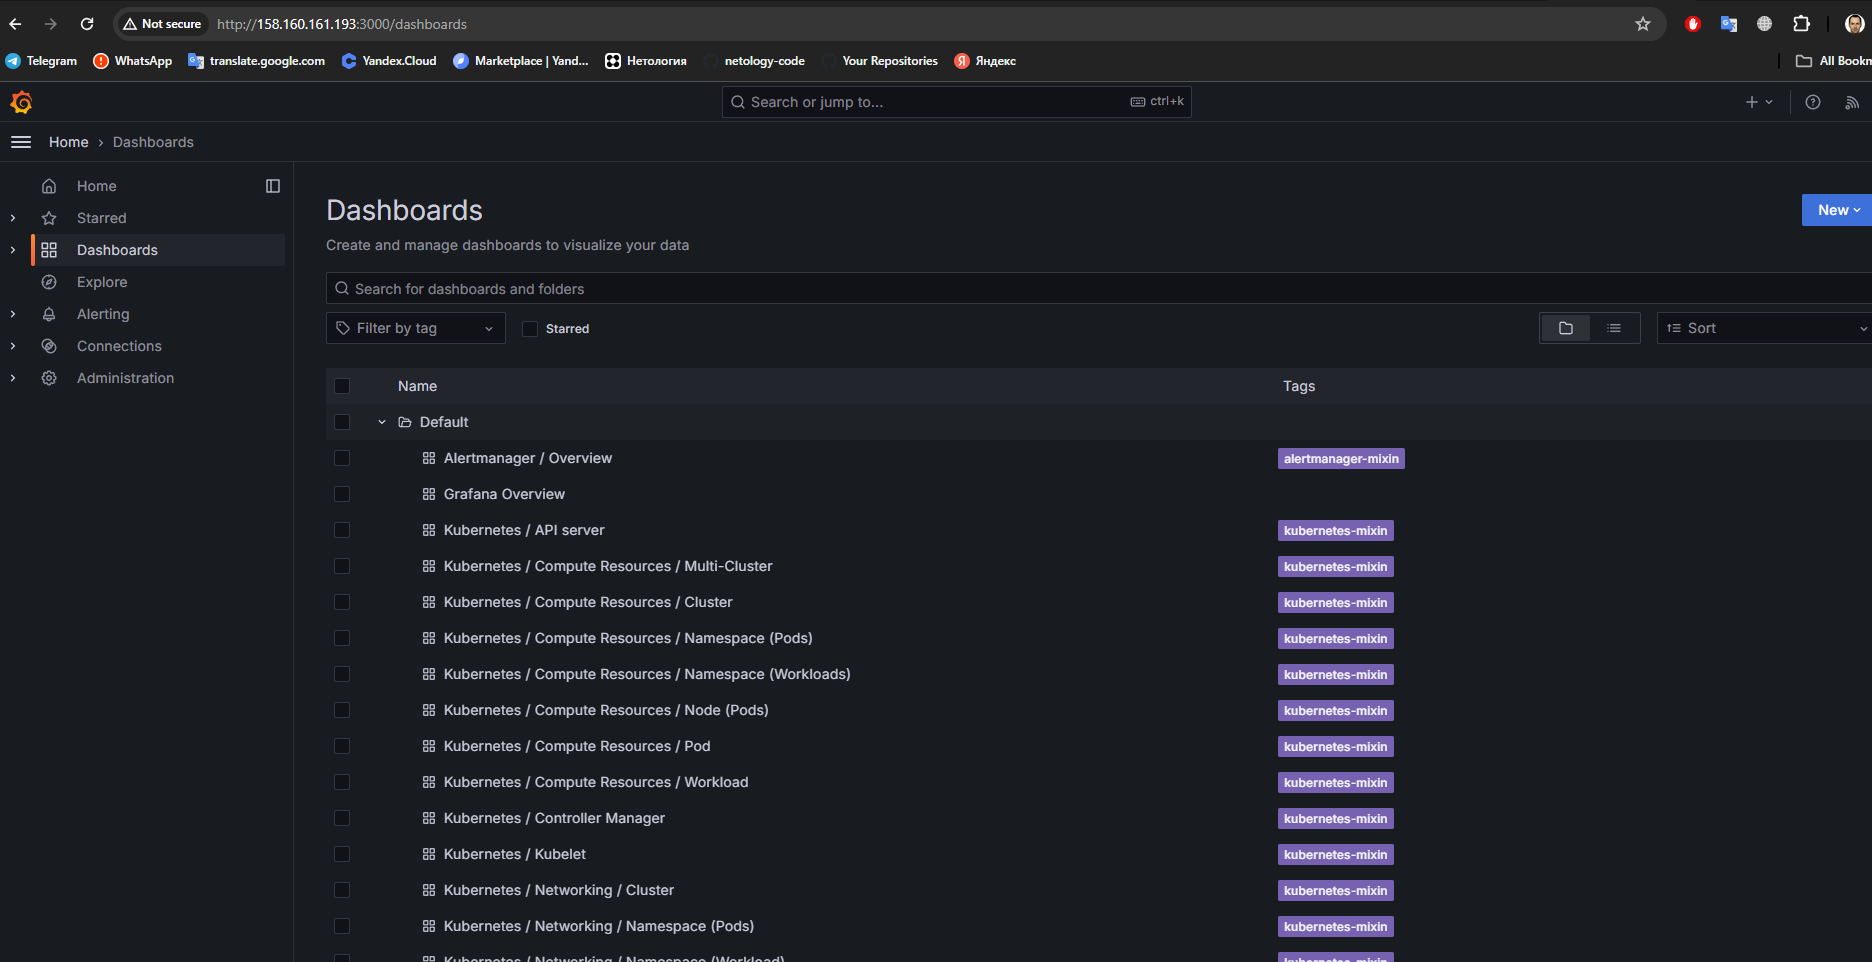 Not secure http://158.160.161.193:3000/dashboards
Telegram WhatsApp translate.google.com Yandex.Cloud Marketplace | Yand... Нетология netology-code Your Repositories Яндекс All Bookn
Search or jump to... ctrl+k
Home › Dashboards
Home
Starred
Dashboards
Explore
Alerting
Connections
Administration
Dashboards
New
Create and manage dashboards to visualize your data
Search for dashboards and folders
Filter by tag Starred Sort
Name Tags
Default
Alertmanager / Overview alertmanager-mixin
Grafana Overview
Kubernetes / API server kubernetes-mixin
Kubernetes / Compute Resources / Multi-Cluster kubernetes-mixin
Kubernetes / Compute Resources / Cluster kubernetes-mixin
Kubernetes / Compute Resources / Namespace (Pods) kubernetes-mixin
Kubernetes / Compute Resources / Namespace (Workloads) kubernetes-mixin
Kubernetes / Compute Resources / Node (Pods) kubernetes-mixin
Kubernetes / Compute Resources / Pod kubernetes-mixin
Kubernetes / Compute Resources / Workload kubernetes-mixin
Kubernetes / Controller Manager kubernetes-mixin
Kubernetes / Kubelet kubernetes-mixin
Kubernetes / Networking / Cluster kubernetes-mixin
Kubernetes / Networking / Namespace (Pods) kubernetes-mixin
Kubernetes / Networking / Namespace (Workload) kubernetes-mixin